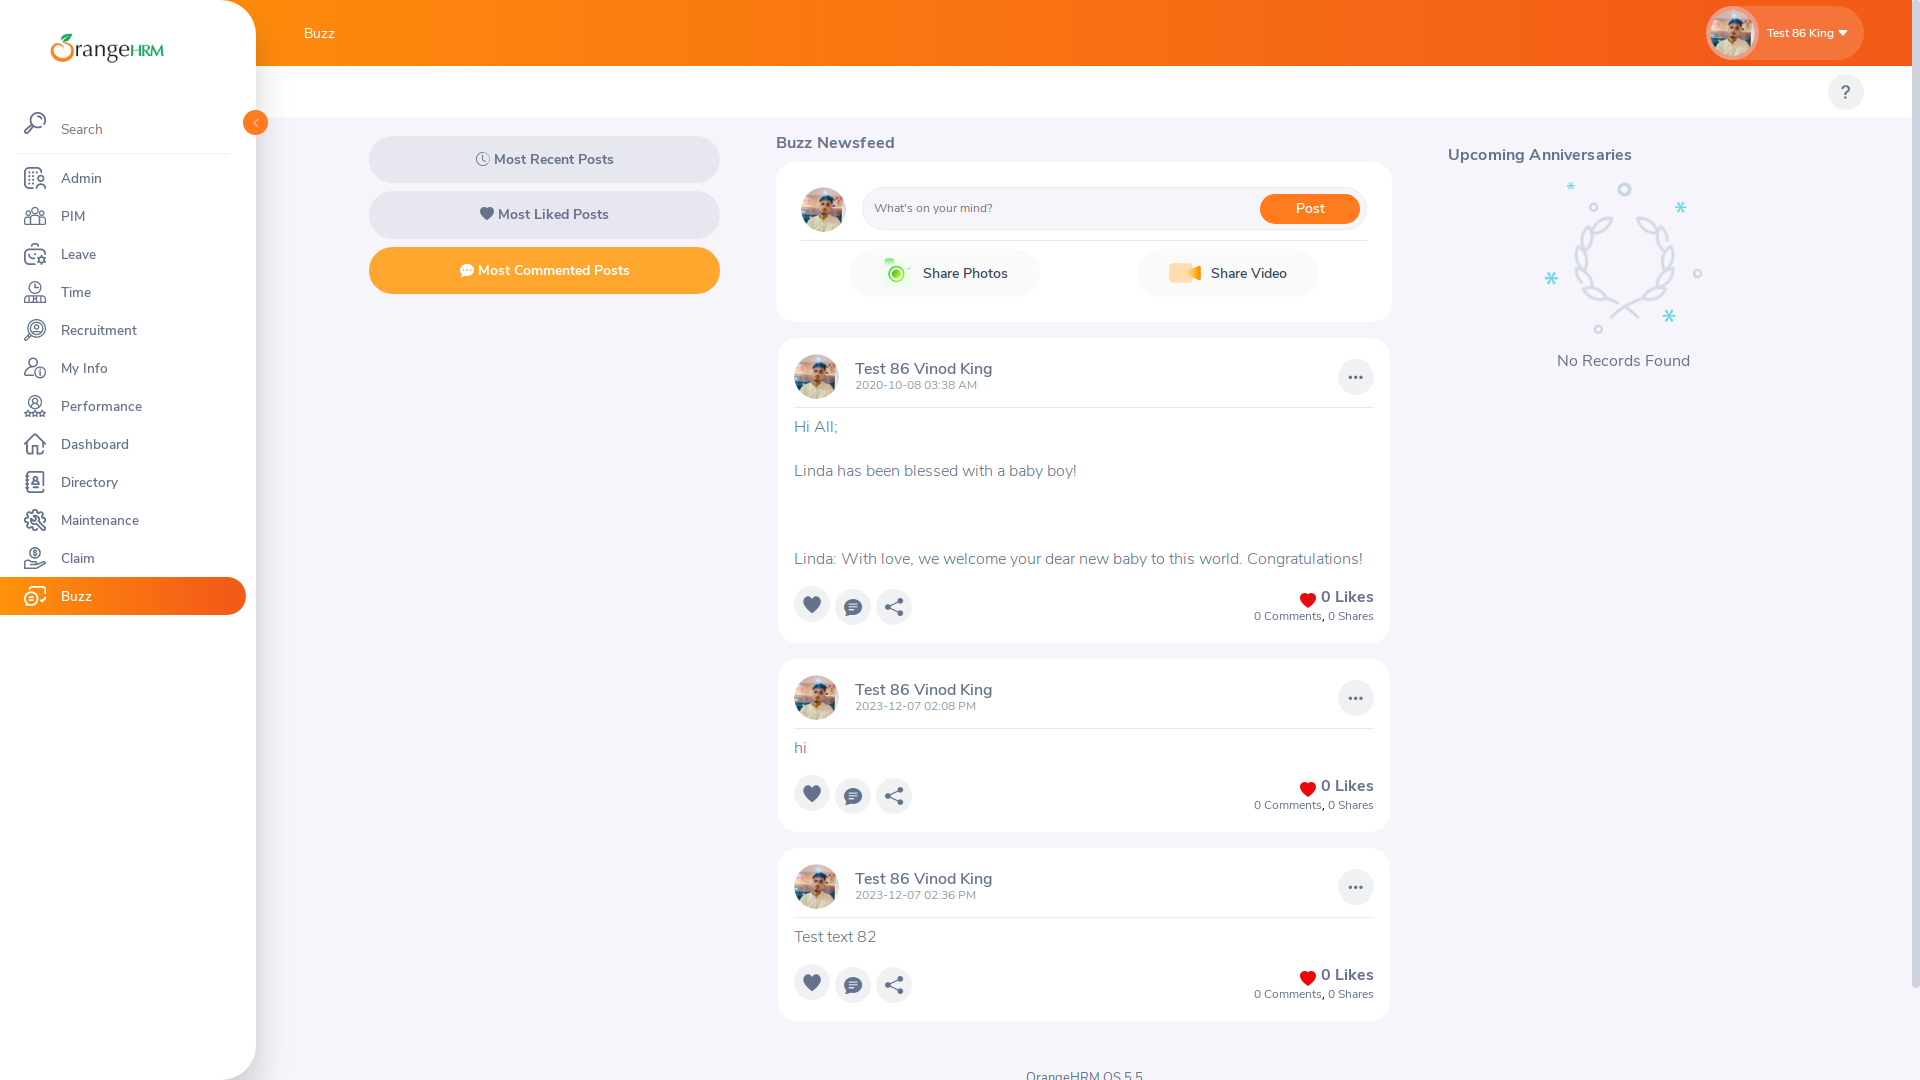 OrangeHRM
Search
Admin
PIM
Leave
Time
Recruitment
My Info
Performance
Dashboard
Directory
Maintenance
Claim
Buzz
Buzz
Test 86 King
?
Most Recent Posts
Most Liked Posts
Most Commented Posts
Buzz Newsfeed
What's on your mind?
Post
Share Photos
Share Video
Test 86 Vinod King
2020-10-08 03:38 AM
Hi All;
Linda has been blessed with a baby boy!
Linda: With love, we welcome your dear new baby to this world. Congratulations!
0 Likes
0 Comments, 0 Shares
Test 86 Vinod King
2023-12-07 02:08 PM
hi
0 Likes
0 Comments, 0 Shares
Test 86 Vinod King
2023-12-07 02:36 PM
Test text 82
0 Likes
0 Comments, 0 Shares
Upcoming Anniversaries
No Records Found
OrangeHRM OS 5.5